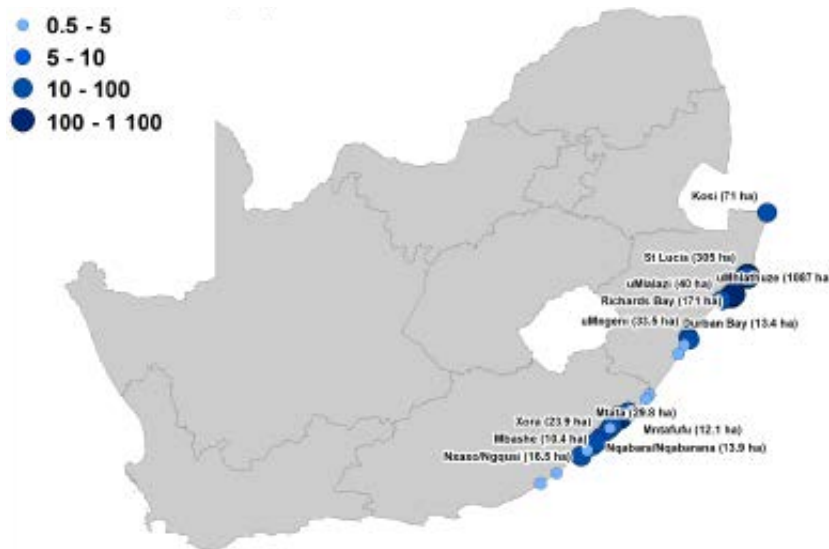 0.5 - 5
5 - 10
10 - 100
100 - 1 100
Kosi (71 ha)
St Lucia (305 ha)
uMhlathuze (1087 ha
uMlalazi (40 ha)
Richards Bay (171 ha)
uMngeni (33.5 ha)
Durban Bay (13.4 ha)
Mtata (29.8 ha)
Xora (23.9 ha)
Mntafufu (12.1 ha)
Mbashe (10.4 ha)
Nqabara/Nqabarana (13.9 ha)
Nxaxo/Ngqusi (16.5 ha)